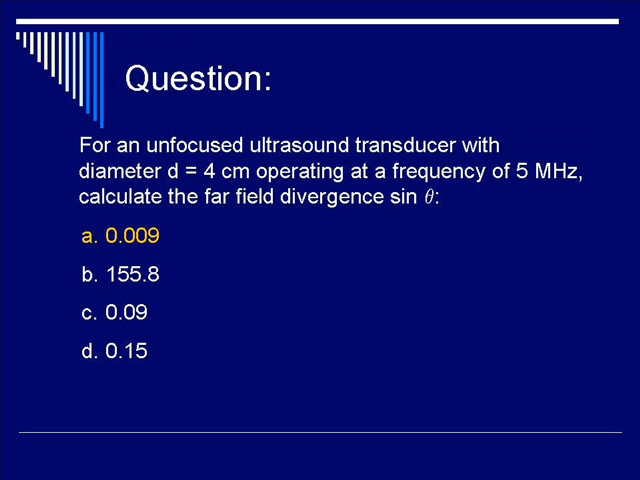 Question:
For an unfocused ultrasound transducer with
diameter d = 4 cm operating at a frequency of 5 MHz,
calculate the far field divergence sin θ:
a. 0.009
b. 155.8
c. 0.09
d. 0.15